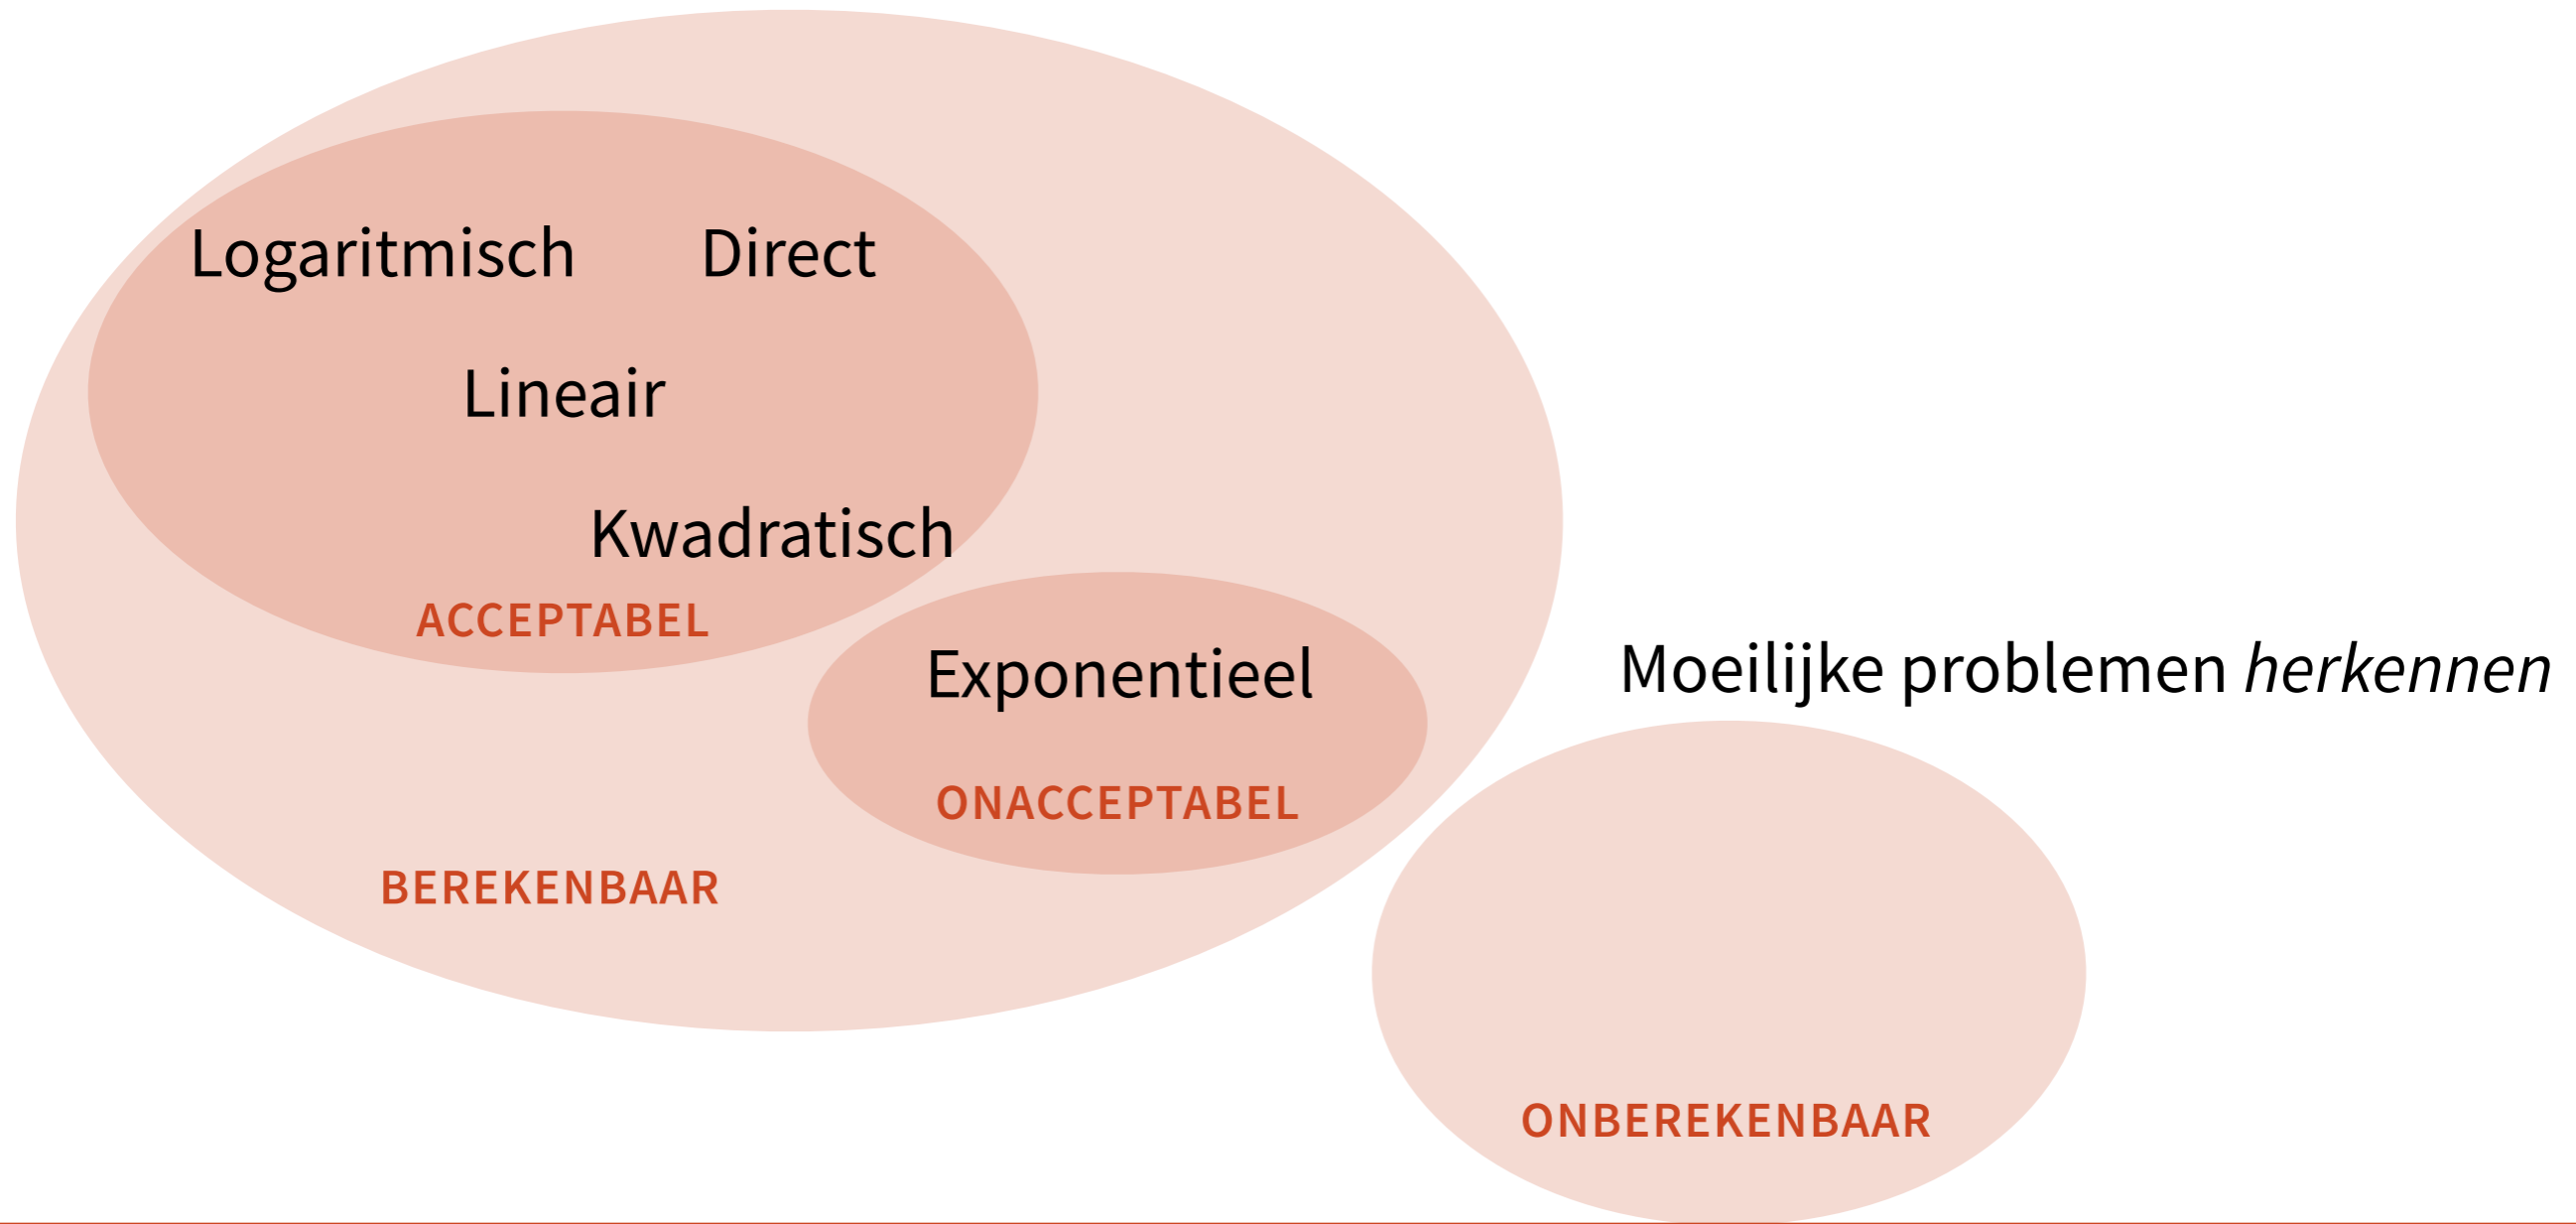 Logaritmisch
Direct
Lineair
Kwadratisch
ACCEPTABEL
Exponentieel
ONACCEPTABEL
BEREKENBAAR
Moeilijke problemen herkennen
ONBEREKENBAAR